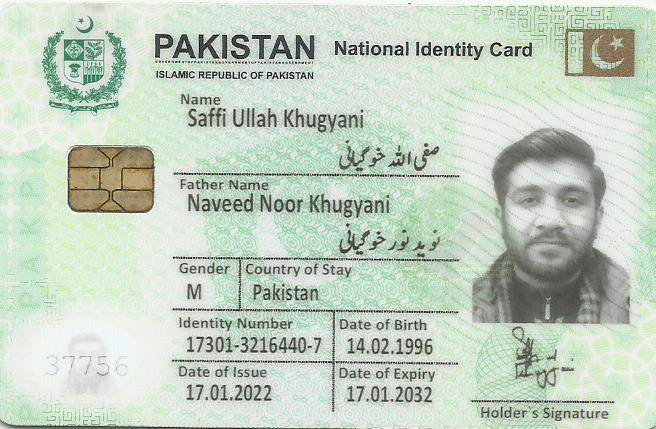 PAKISTAN National Identity Card
ISLAMIC REPUBLIC OF PAKISTAN
Name
Saffi Ullah Khugyani
صفی اللہ خوگیانی
Father Name
Naveed Noor Khugyani
نوید نور خوگیانی
Gender Country of Stay
M Pakistan
Identity Number Date of Birth
17301-3216440-7 14.02.1996
Date of Issue Date of Expiry
17.01.2022 17.01.2032
37756
Holder`s Signature